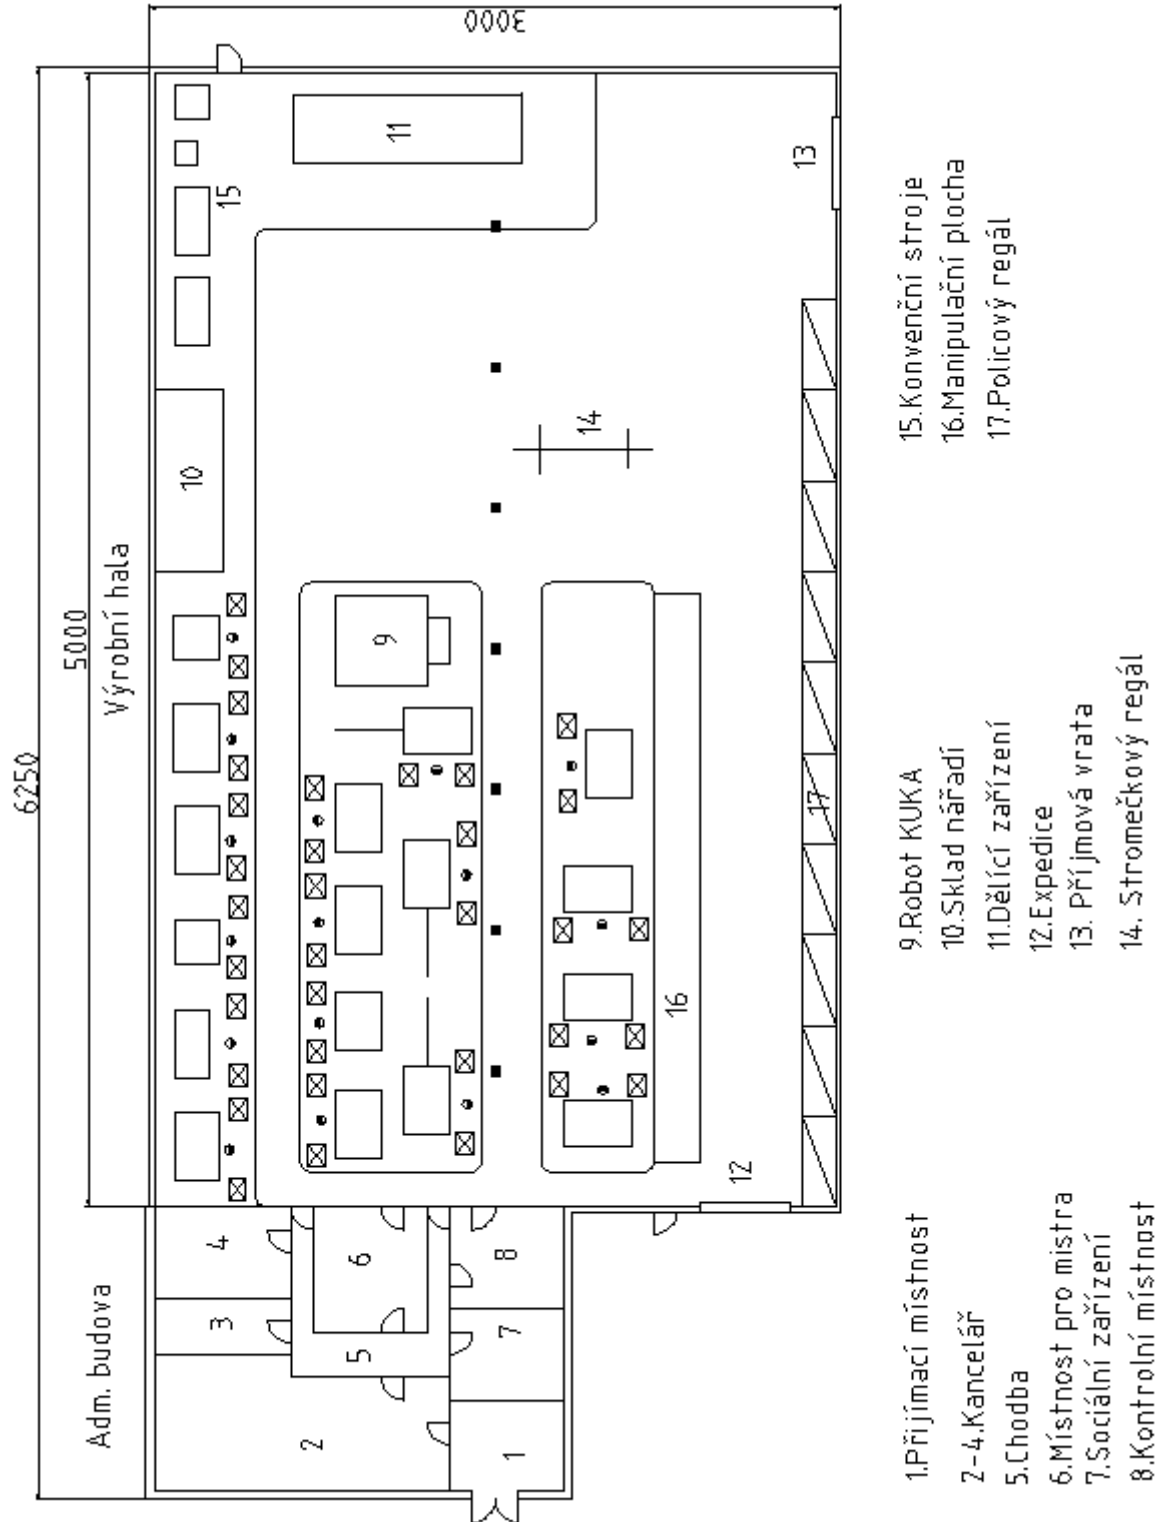 6250
5000
Adm. budova
Výrobní hala
3000
10
4
3
15
2
5
6
9
11
1
7
8
14
16
12
17
13
1.Přijímací místnost
2-4.Kancelář
5.Chodba
6.Místnost pro mistra
7.Sociální zařízení
8.Kontrolní místnost
9.Robot KUKA
10.Sklad nářadí
11.Dělící zařízení
12.Expedice
13. Příjmová vrata
14. Stromečkový regál
15.Konvenční stroje
16.Manipulační plocha
17.Policový regál